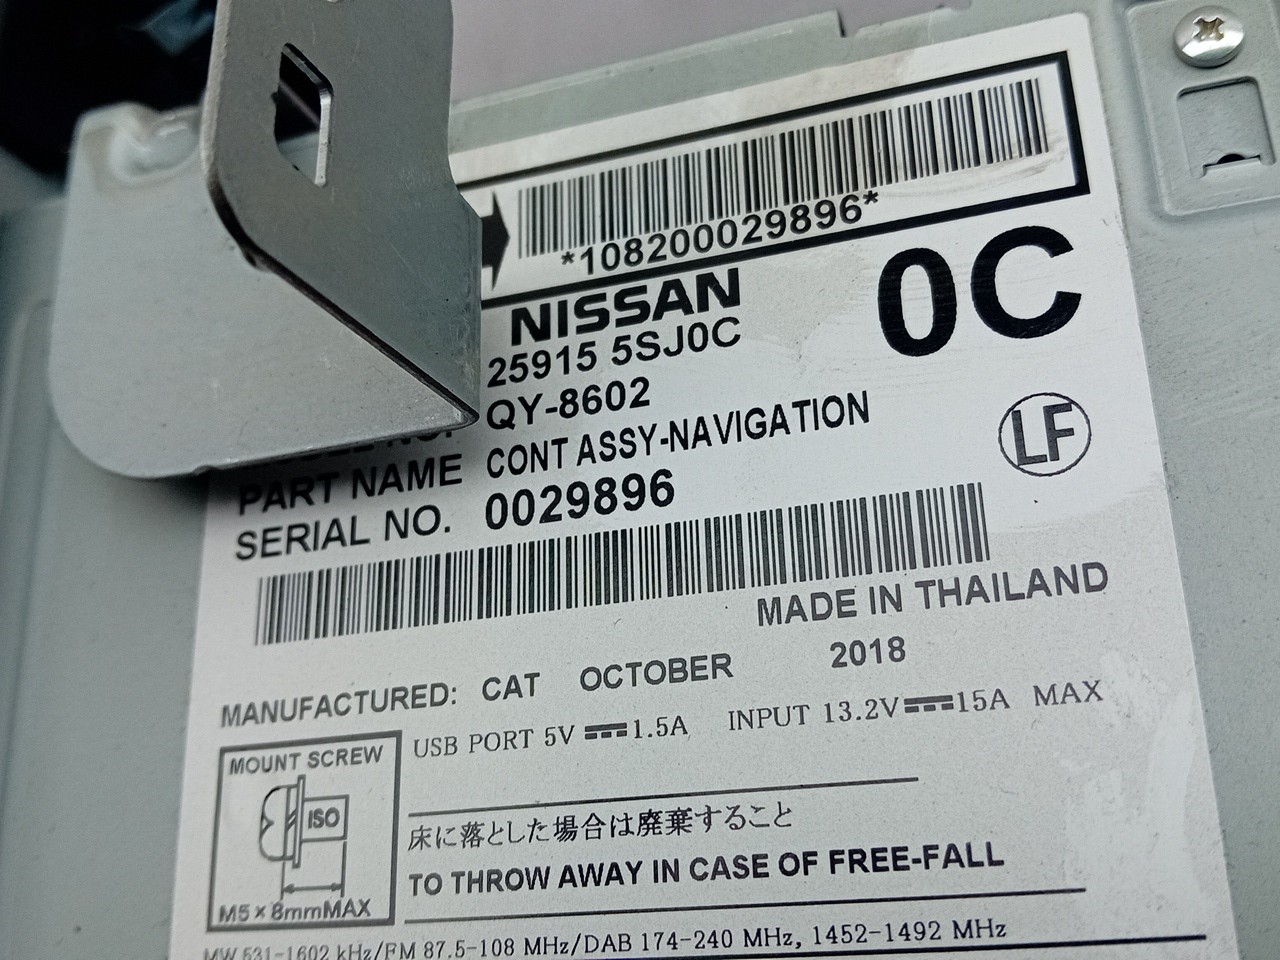 *108200029896*
NISSAN
0C
25915 5SJ0C
QY-8602
PART NAME CONT ASSY-NAVIGATION
LF
SERIAL NO. 0029896
MADE IN THAILAND
MANUFACTURED: CAT OCTOBER 2018
USB PORT 5V 1.5A INPUT 13.2V 15A MAX
MOUNT SCREW
ISO
M5×8mmMAX
床に落とした場合は廃棄すること
TO THROW AWAY IN CASE OF FREE-FALL
MW 531-1602 kHz/FM 87.5-108 MHz/DAB 174-240 MHz, 1452-1492 MHz